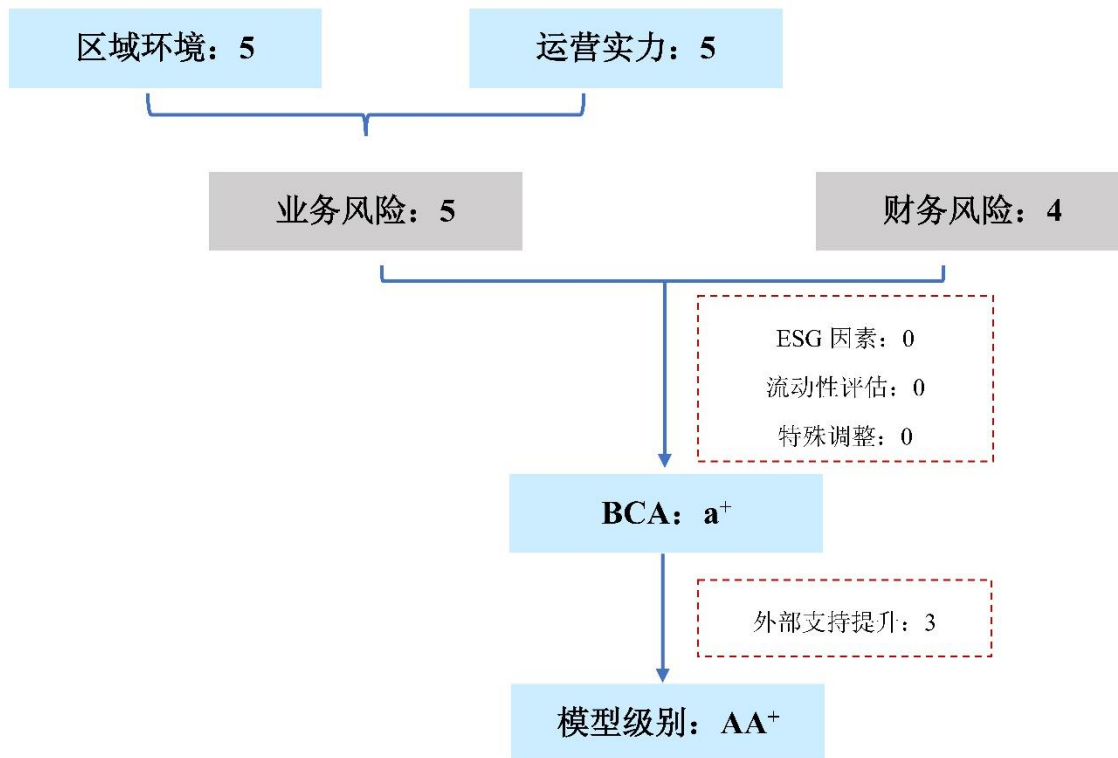 区域环境：5
运营实力：5
业务风险：5
财务风险：4
ESG 因素：0
流动性评估：0
特殊调整：0
BCA：a⁺
外部支持提升：3
模型级别：AA⁺